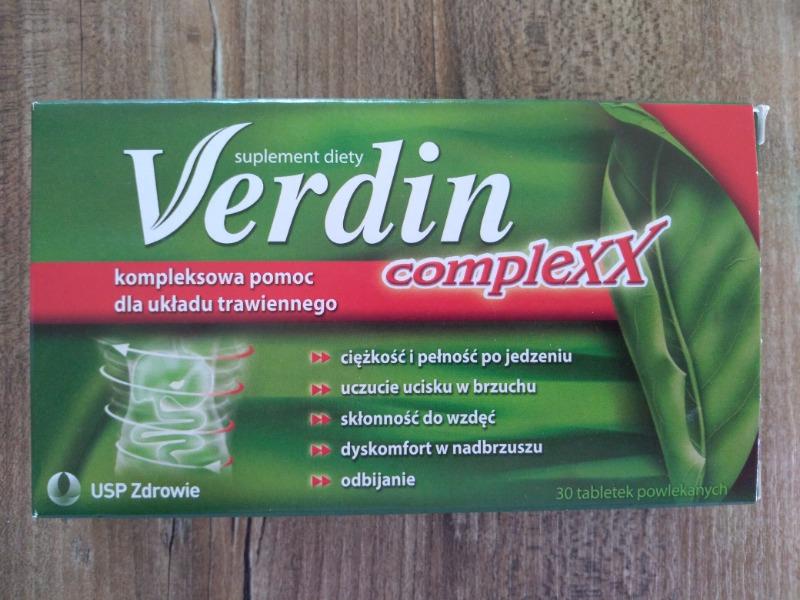 suplement diety
Verdin
compleXX
kompleksowa pomoc
dla układu trawiennego
ciężkość i pełność po jedzeniu
uczucie ucisku w brzuchu
skłonność do wzdęć
dyskomfort w nadbrzuszu
odbijanie
USP Zdrowie
30 tabletek powlekanych